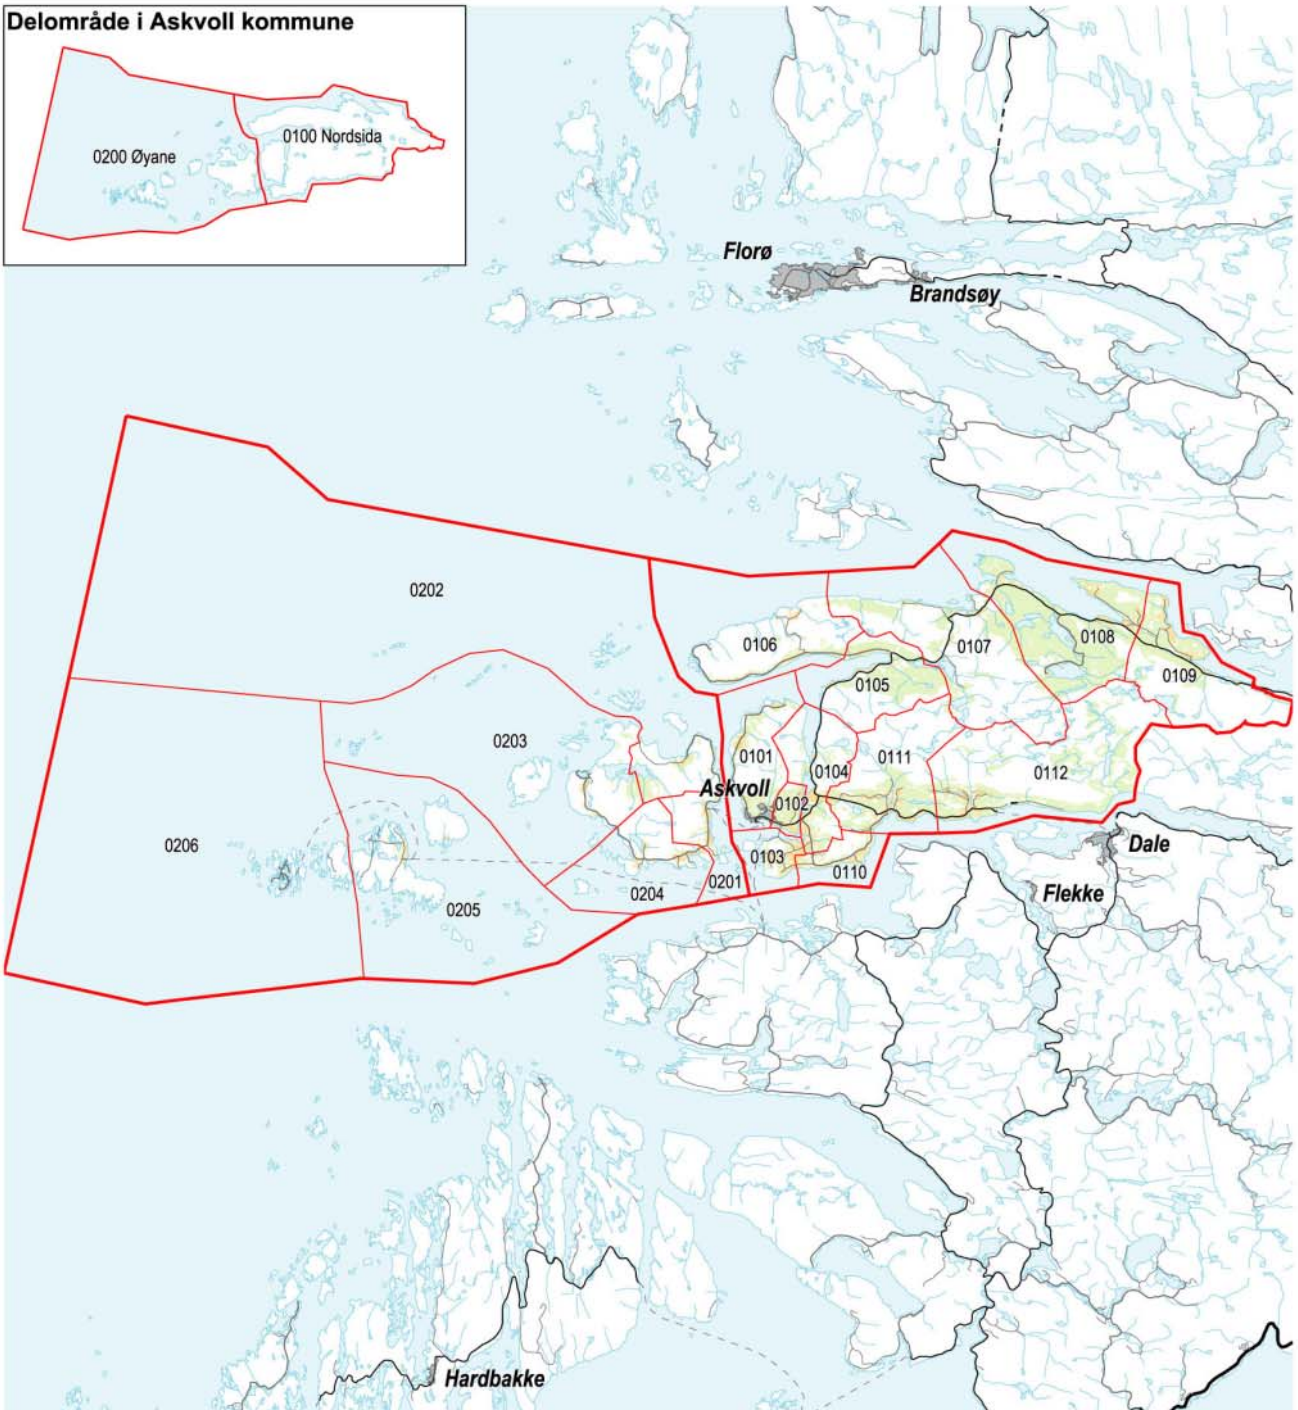 Delområde i Askvoll kommune
0100 Nordsida
0200 Øyane
Florø
Brandsøy
0202
0106
0107
0108
0109
0105
0203
0101
0104
0111
0112
Askvoll
0102
0206
Dale
0103
0110
0204
0201
Flekke
0205
Hardbakke